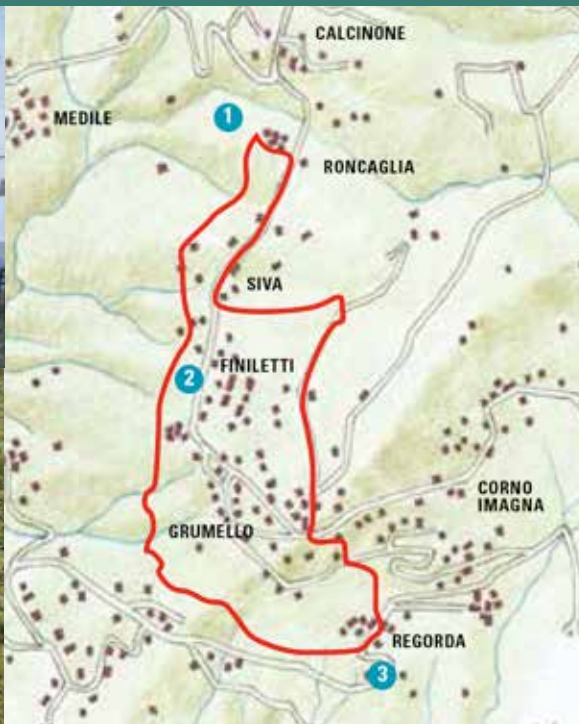 CALCINONE
MEDILE
1
RONCAGLIA
SIVA
2
FINILETTI
CORNO
IMAGNA
GRUMELLO
REGORDA
3